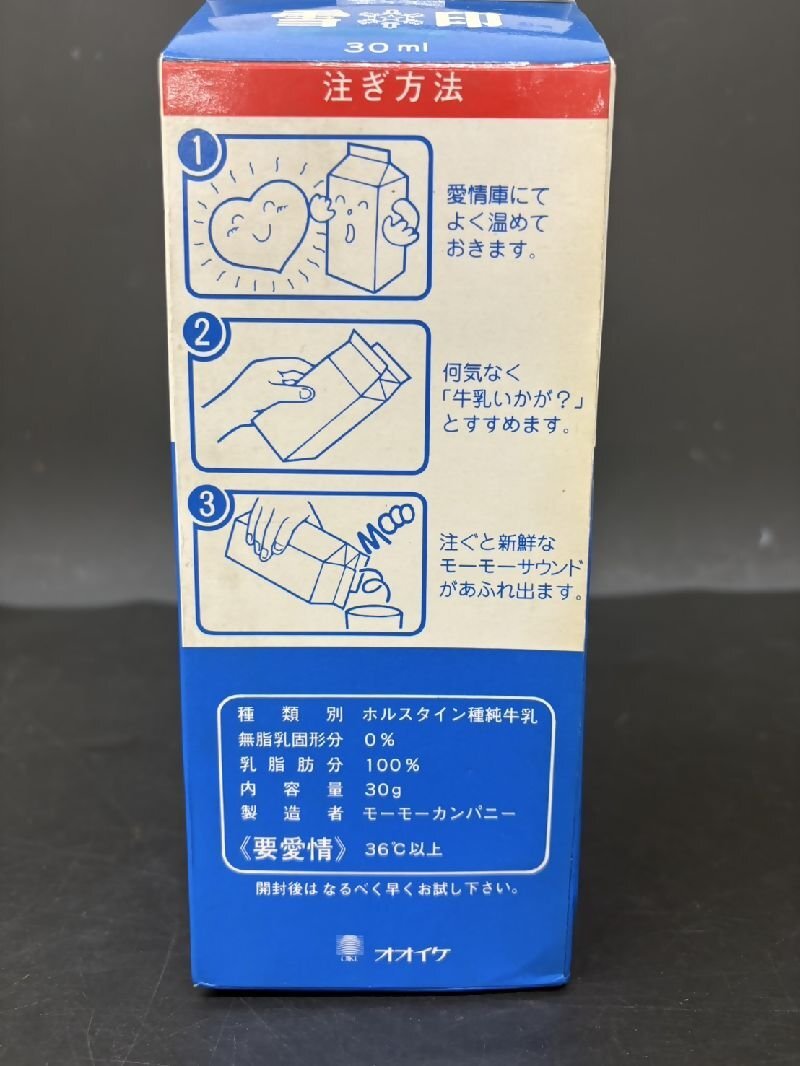 30ml
注ぎ方法
1
愛情庫にて
よく温めて
おきます。
2
何気なく
「牛乳いかが?」
とすすめます。
3
Mooo
注ぐと新鮮な
モーモーサウンド
があふれ出ます。
種類別 ホルスタイン種純牛乳
無脂乳固形分 0%
乳脂肪分 100%
内容量 30g
製造者 モーモーカンパニー
《要愛情》 36℃以上
開封後は なるべく早くお試し下さい。
オオイケ